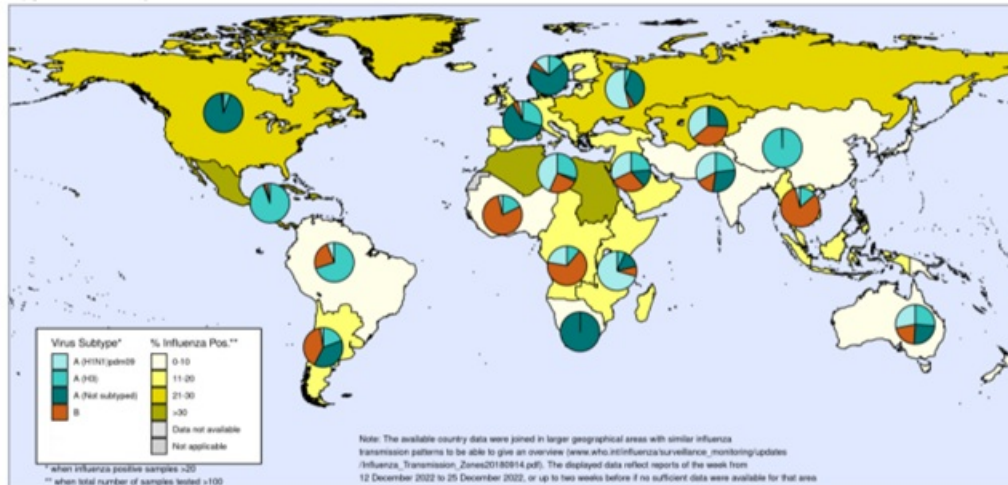 Virus Subtype*
A (H1N1)pdm09
A (H3)
A (Not subtyped)
B
% Influenza Pos.**
0-10
11-20
21-30
>30
Data not available
Not applicable
* when influenza positive samples >20
** when total number of samples tested >100
Note: The available country data were joined in larger geographical areas with similar influenza
transmission patterns to be able to give an overview (www.who.int/influenza/surveillance_monitoring/updates
/Influenza_Transmission_Zones20180914.pdf). The displayed data reflect reports of the week from
12 December 2022 to 25 December 2022, or up to two weeks before if no sufficient data were available for that area